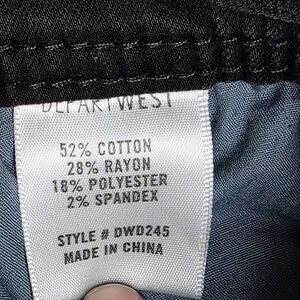 DEPARTWEST
52% COTTON
28% RAYON
18% POLYESTER
2% SPANDEX
STYLE # DWD245
MADE IN CHINA